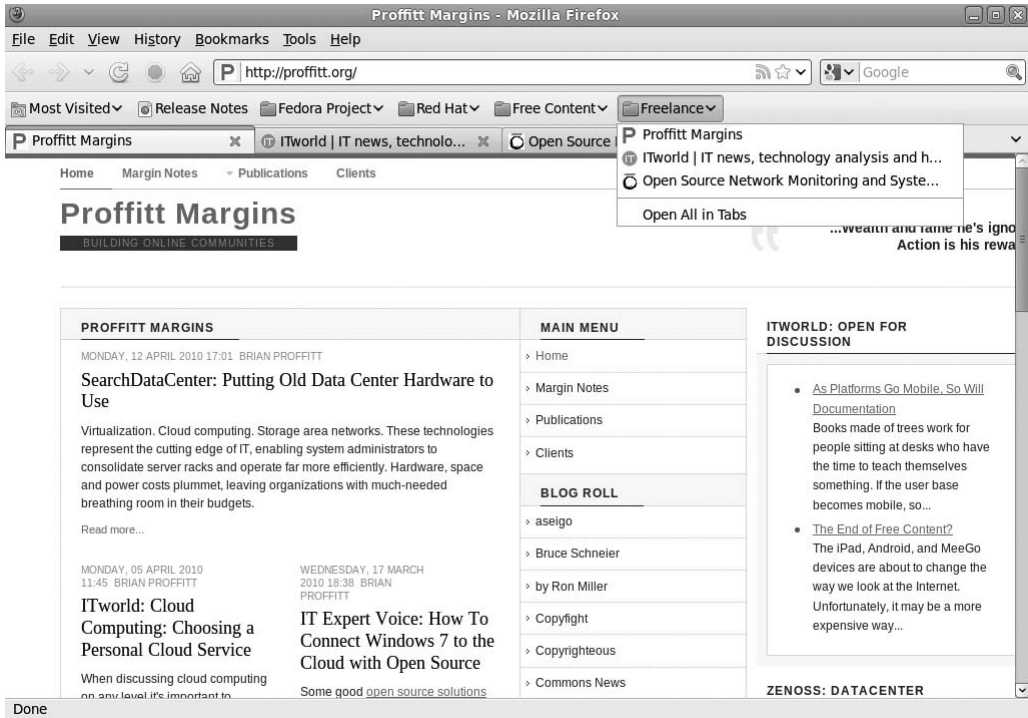 Proffitt Margins - Mozilla Firefox
File Edit View History Bookmarks Tools Help
P http://proffitt.org/
Google
Most Visited Release Notes Fedora Project Red Hat Free Content Freelance
P Proffitt Margins
ITworld | IT news, technolo...
Open Source
P Proffitt Margins
ITworld | IT news, technology analysis and h...
Open Source Network Monitoring and Syste...
Open All in Tabs
Home Margin Notes Publications Clients
Proffitt Margins
BUILDING ONLINE COMMUNITIES
...Wealth and fame he's igno
Action is his rewa
PROFFITT MARGINS
MONDAY, 12 APRIL 2010 17:01 BRIAN PROFFITT
SearchDataCenter: Putting Old Data Center Hardware to
Use
Virtualization. Cloud computing. Storage area networks. These technologies
represent the cutting edge of IT, enabling system administrators to
consolidate server racks and operate far more efficiently. Hardware, space
and power costs plummet, leaving organizations with much-needed
breathing room in their budgets.
Read more...
MONDAY, 05 APRIL 2010
11:45 BRIAN PROFFITT
ITworld: Cloud
Computing: Choosing a
Personal Cloud Service
When discussing cloud computing
on any level it's important to
WEDNESDAY, 17 MARCH
2010 18:38 BRIAN
PROFFITT
IT Expert Voice: How To
Connect Windows 7 to the
Cloud with Open Source
Some good open source solutions
MAIN MENU
Home
Margin Notes
Publications
Clients
BLOG ROLL
aseigo
Bruce Schneier
by Ron Miller
Copyfight
Copyrighteous
Commons News
ITWORLD: OPEN FOR
DISCUSSION
As Platforms Go Mobile, So Will
Documentation
Books made of trees work for
people sitting at desks who have
the time to teach themselves
something. If the user base
becomes mobile, so...
The End of Free Content?
The iPad, Android, and MeeGo
devices are about to change the
way we look at the Internet.
Unfortunately, it may be a more
expensive way...
ZENOSS: DATACENTER
Done